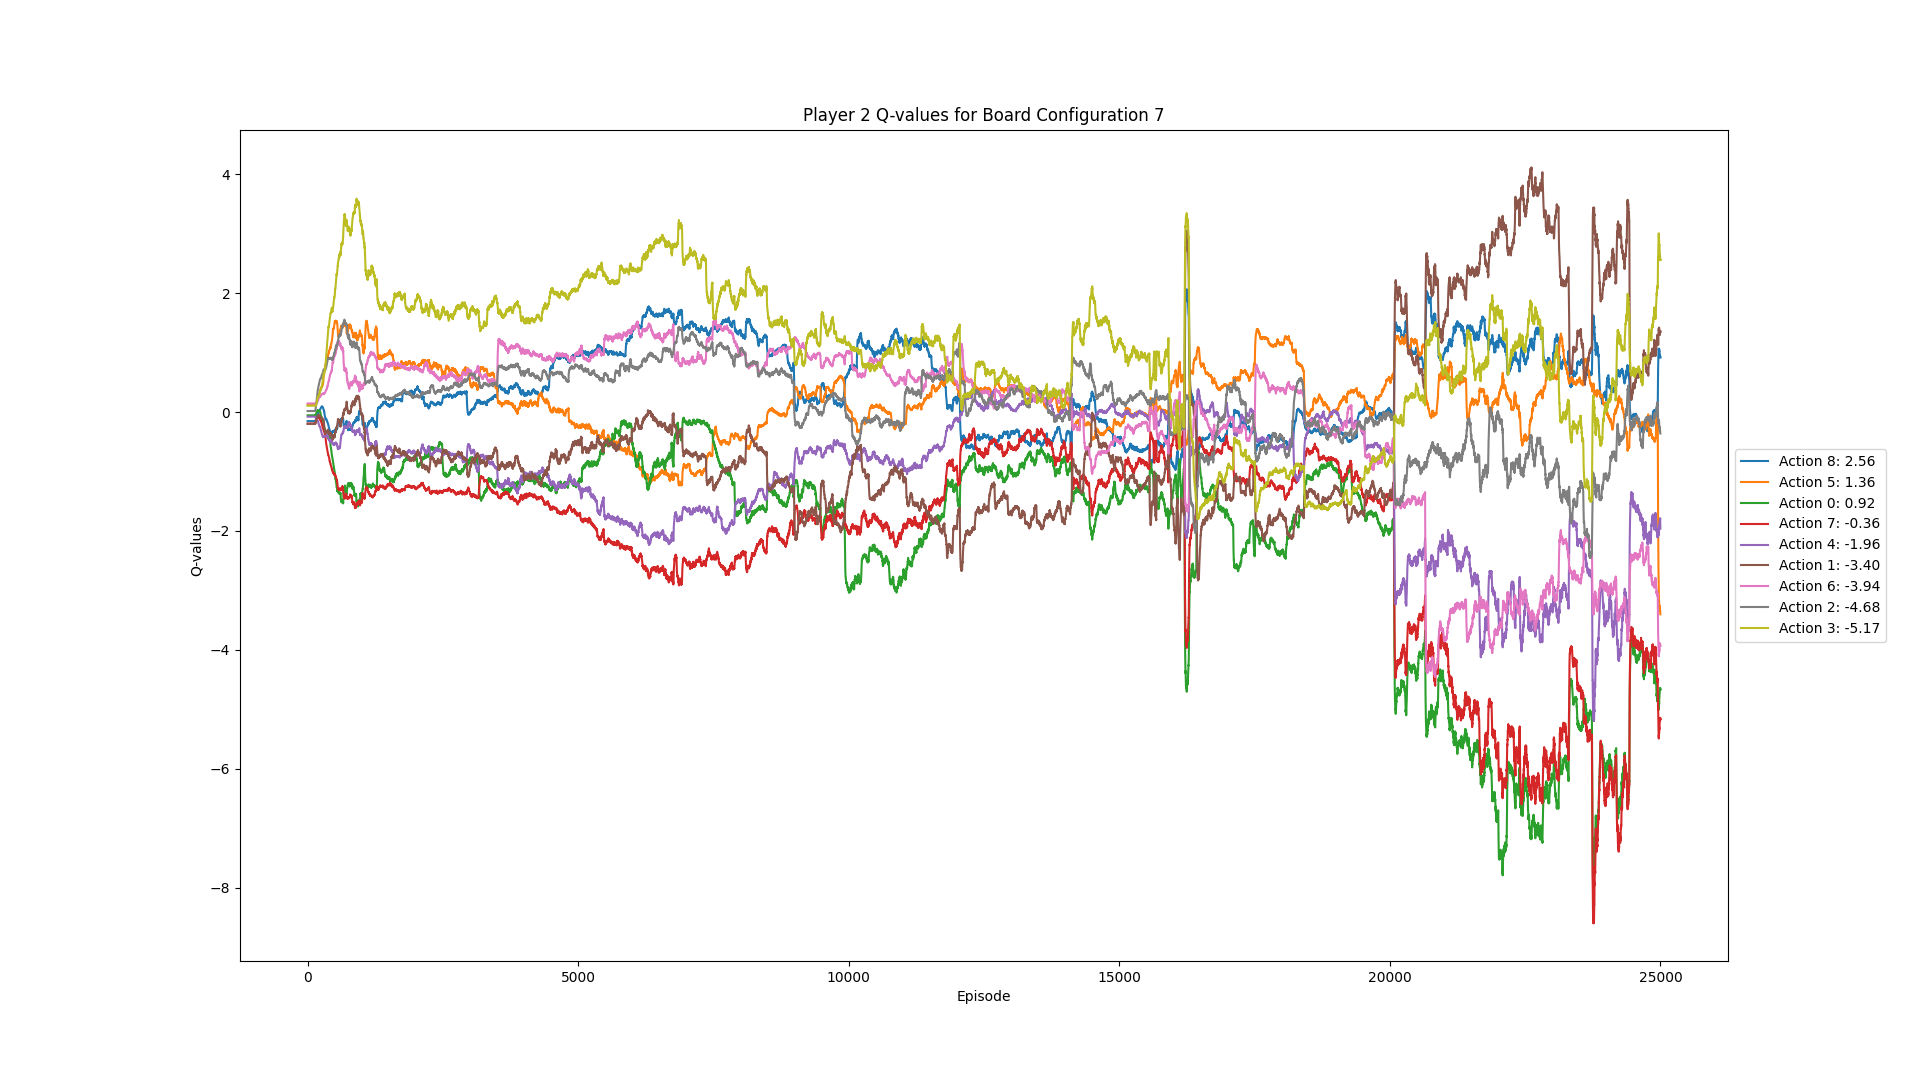 Player 2 Q-values for Board Configuration 7
4
2
0
−2
−4
−6
−8
Q-values
0 5000 10000 15000 20000 25000
Episode
Action 8: 2.56
Action 5: 1.36
Action 0: 0.92
Action 7: -0.36
Action 4: -1.96
Action 1: -3.40
Action 6: -3.94
Action 2: -4.68
Action 3: -5.17